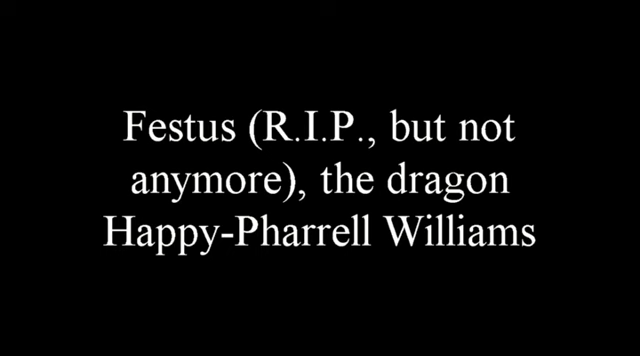 Festus (R.I.P., but not
anymore), the dragon
Happy-Pharrell Williams